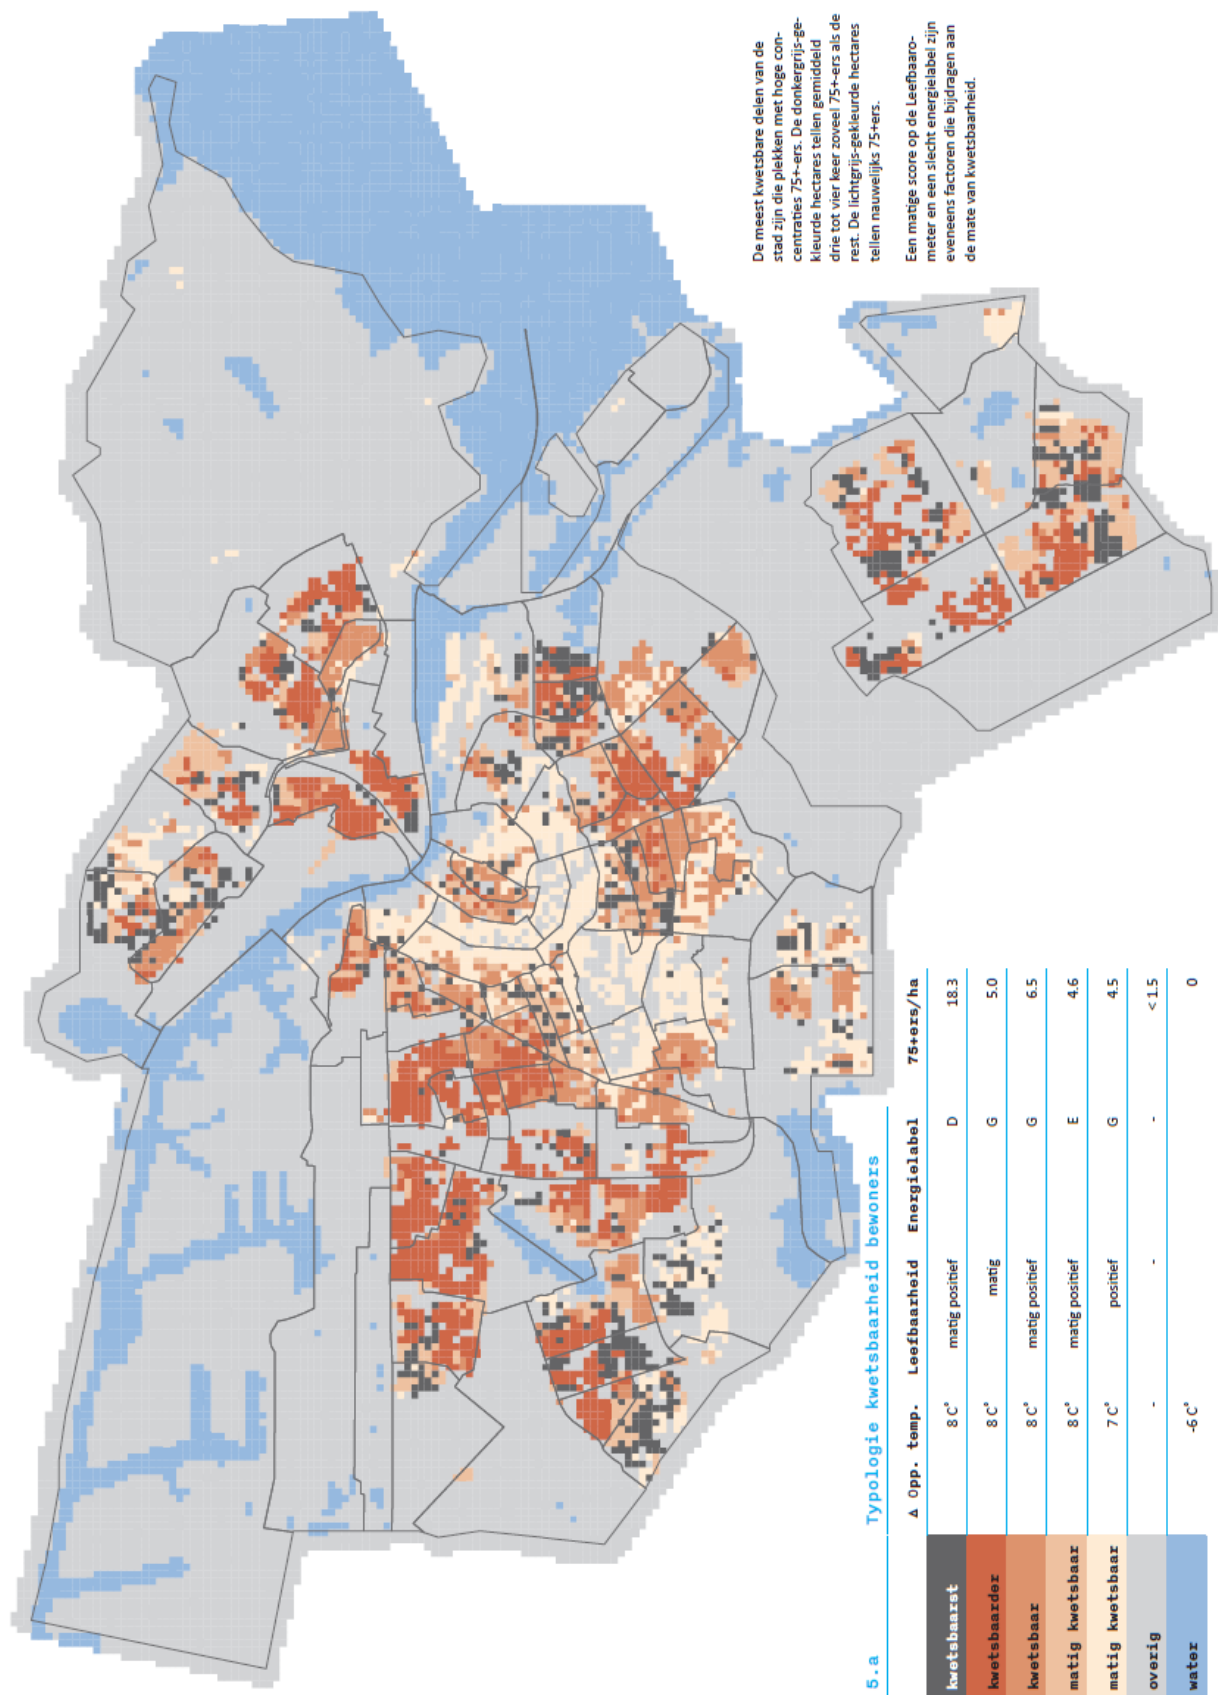 De meest kwetsbare delen van de
stad zijn die plekken met hoge con-
centraties 75+-ers. De donkergrijs-ge-
kleurde hectares tellen gemiddeld
drie tot vier keer zoveel 75+-ers als de
rest. De lichtgrijs-gekleurde hectares
tellen nauwelijks 75+ers.
Een matige score op de Leefbaaro-
meter en een slecht energielabel zijn
eveneens factoren die bijdragen aan
de mate van kwetsbaarheid.
5.a Typologie kwetsbaarheid bewoners
Δ Opp. temp. Leefbaarheid Energielabel 75+ers/ha
kwetsbaarst 8 C° matig positief D 18.3
kwetsbaarder 8 C° matig G 5.0
kwetsbaar 8 C° matig positief G 6.5
matig kwetsbaar 8 C° matig positief E 4.6
matig kwetsbaar 7 C° positief G 4.5
overig - - - < 1.5
water -6 C° 0